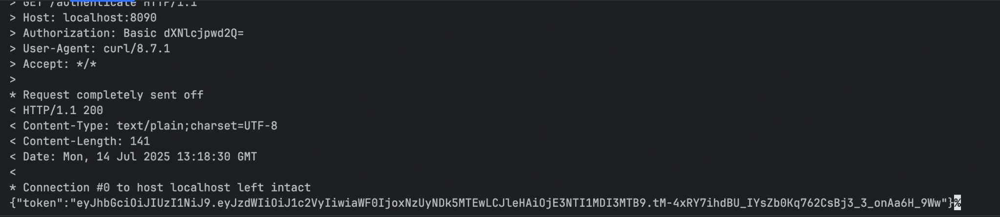 > GET /authenticate HTTP/1.1
> Host: localhost:8090
> Authorization: Basic dXNlcjpwd2Q=
> User-Agent: curl/8.7.1
> Accept: */*
>
* Request completely sent off
< HTTP/1.1 200
< Content-Type: text/plain;charset=UTF-8
< Content-Length: 141
< Date: Mon, 14 Jul 2025 13:18:30 GMT
<
* Connection #0 to host localhost left intact
{"token":"eyJhbGciOiJIUzI1NiJ9.eyJzdWIiOiJ1c2VyIiwiaWF0IjoxNzUyNDk5MTEwLCJleHAiOjE3NTI1MDI3MTB9.tM-4xRY7ihdBU_IYsZb0Kq762CsBj3_3_onAa6H_9Ww"}%